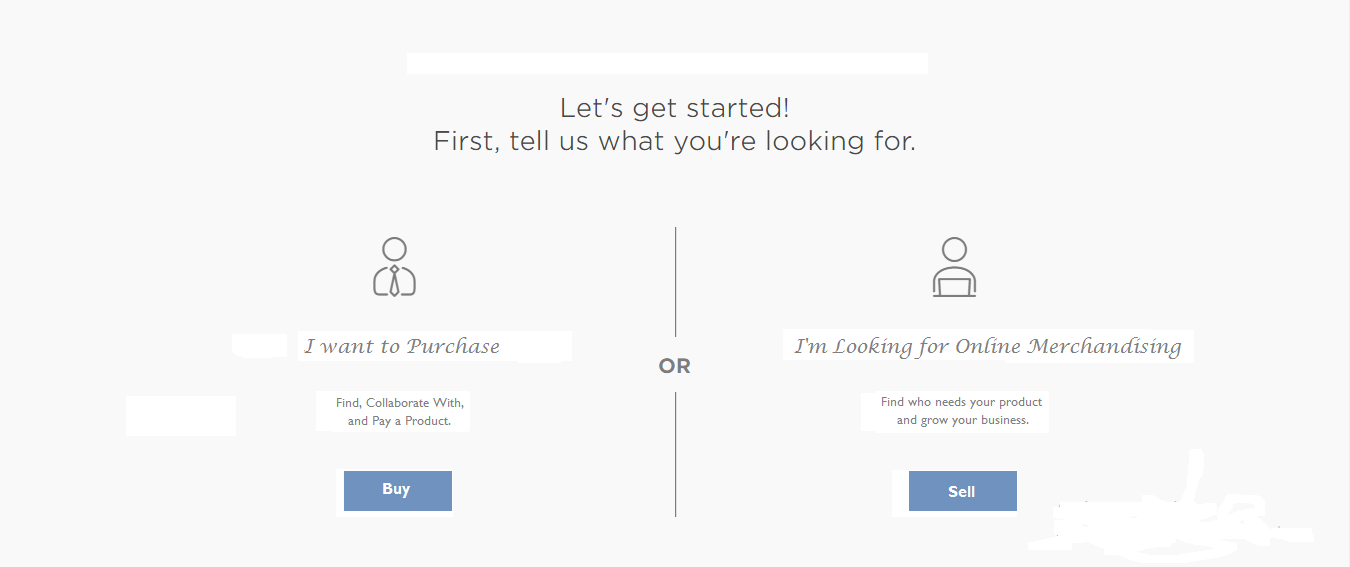 Let's get started!
First, tell us what you're looking for.
I want to Purchase
Find, Collaborate With,
and Pay a Product.
Buy
OR
I'm Looking for Online Merchandising
Find who needs your product
and grow your business.
Sell